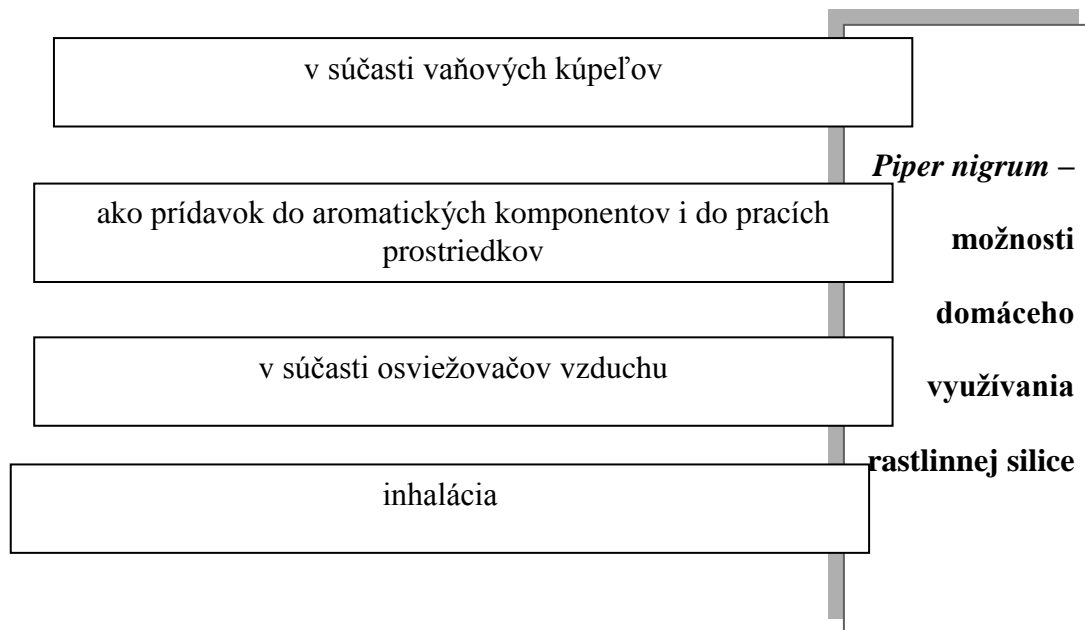 v súčasti vaňových kúpeľov
ako prídavok do aromatických komponentov i do pracích
prostriedkov
v súčasti osviežovačov vzduchu
inhalácia
Piper nigrum –
možnosti
domáceho
využívania
rastlinnej silice